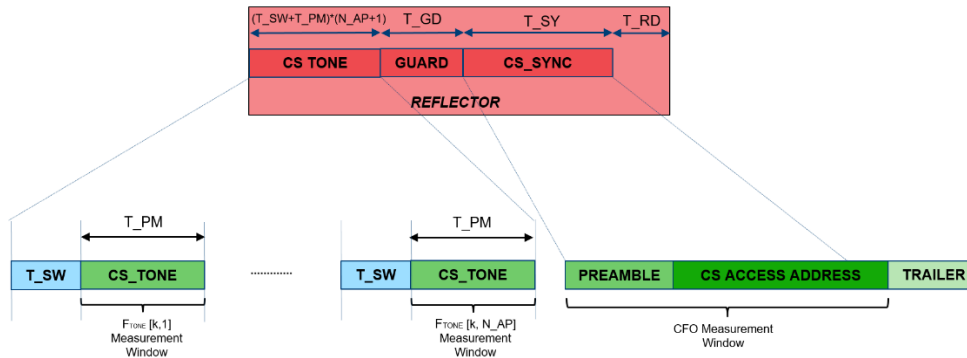 (T_SW+T_PM)*(N_AP+1) T_GD T_SY T_RD
CS TONE GUARD CS_SYNC
REFLECTOR
T_PM T_PM
T_SW CS_TONE ............. T_SW CS_TONE PREAMBLE CS ACCESS ADDRESS TRAILER
FTONE [k,1]
Measurement
Window
FTONE [k, N_AP]
Measurement
Window
CFO Measurement
Window